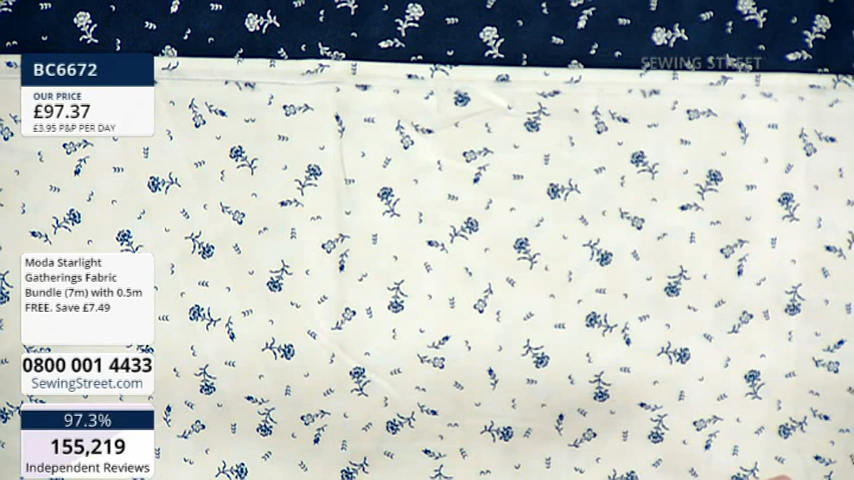 SEWING STREET
BC6672
OUR PRICE
£97.37
£3.95 P&P PER DAY
Moda Starlight
Gatherings Fabric
Bundle (7m) with 0.5m
FREE. Save £7.49
0800 001 4433
SewingStreet.com
97.3%
155,219
Independent Reviews